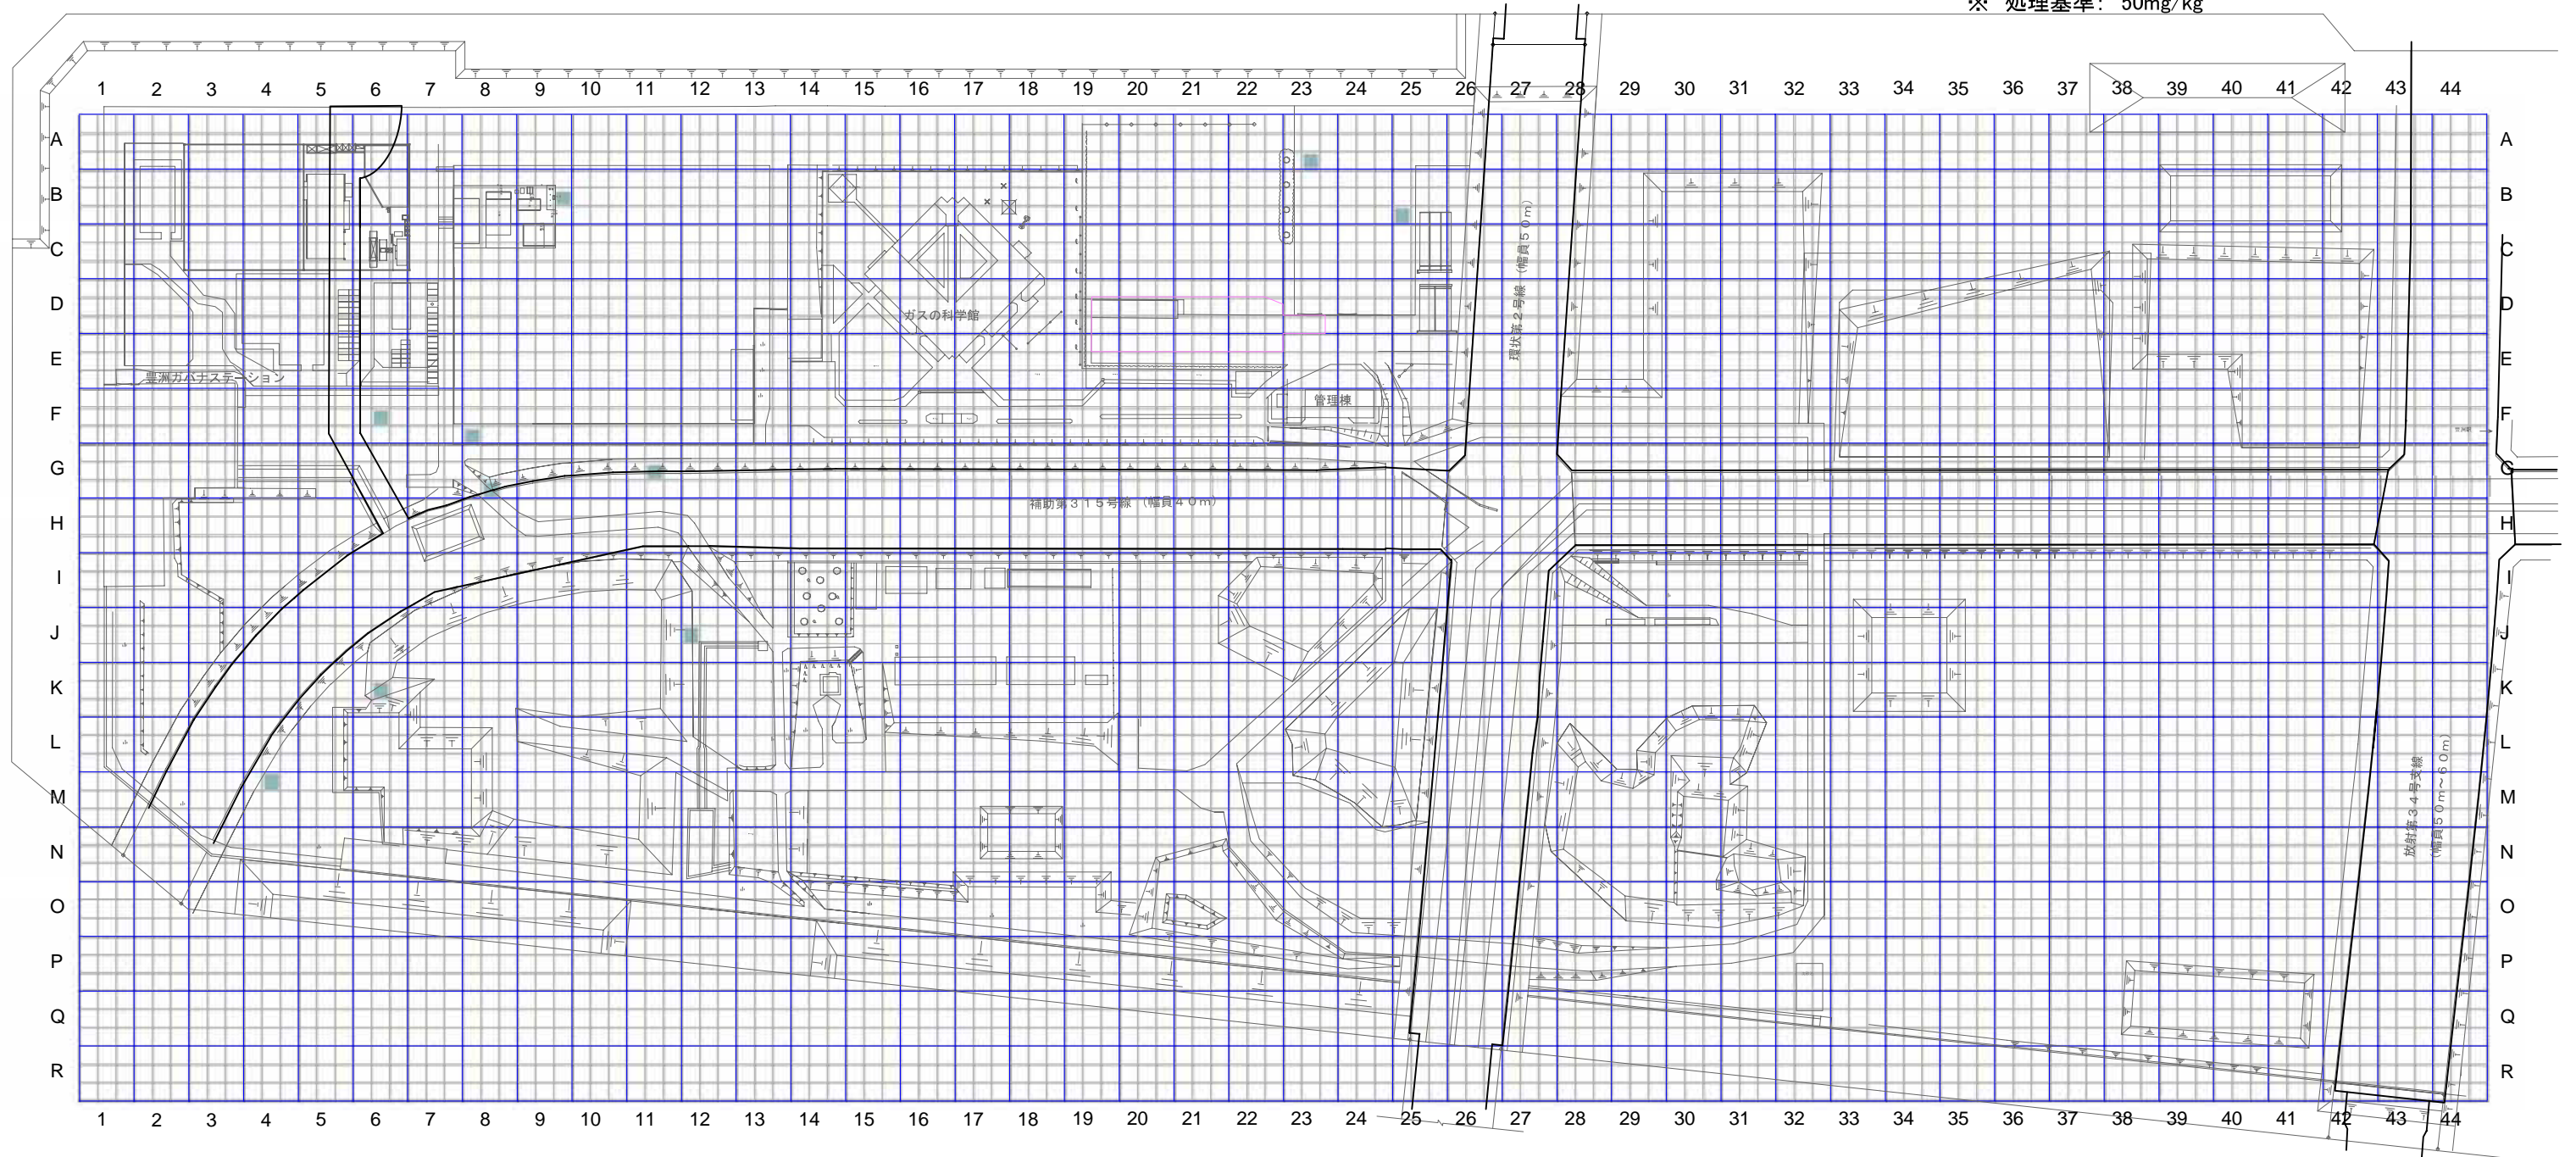 ※ 処理基準: 50mg/kg
1 2 3 4 5 6 7 8 9 10 11 12 13 14 15 16 17 18 19 20 21 22 23 24 25 26 27 28 29 30 31 32 33 34 35 36 37 38 39 40 41 42 43 44
A A
B B
C C
D D
ガスの科学館
環状第2号線 (幅員50m)
E E
豊洲ガバナステーション
F F
管理棟
G G
補助第315号線 (幅員40m)
H H
I I
J J
K K
L L
M M
放射第34号支線
(幅員50m~60m)
N N
O O
P P
Q Q
R R
1 2 3 4 5 6 7 8 9 10 11 12 13 14 15 16 17 18 19 20 21 22 23 24 25 26 27 28 29 30 31 32 33 34 35 36 37 38 39 40 41 42 43 44